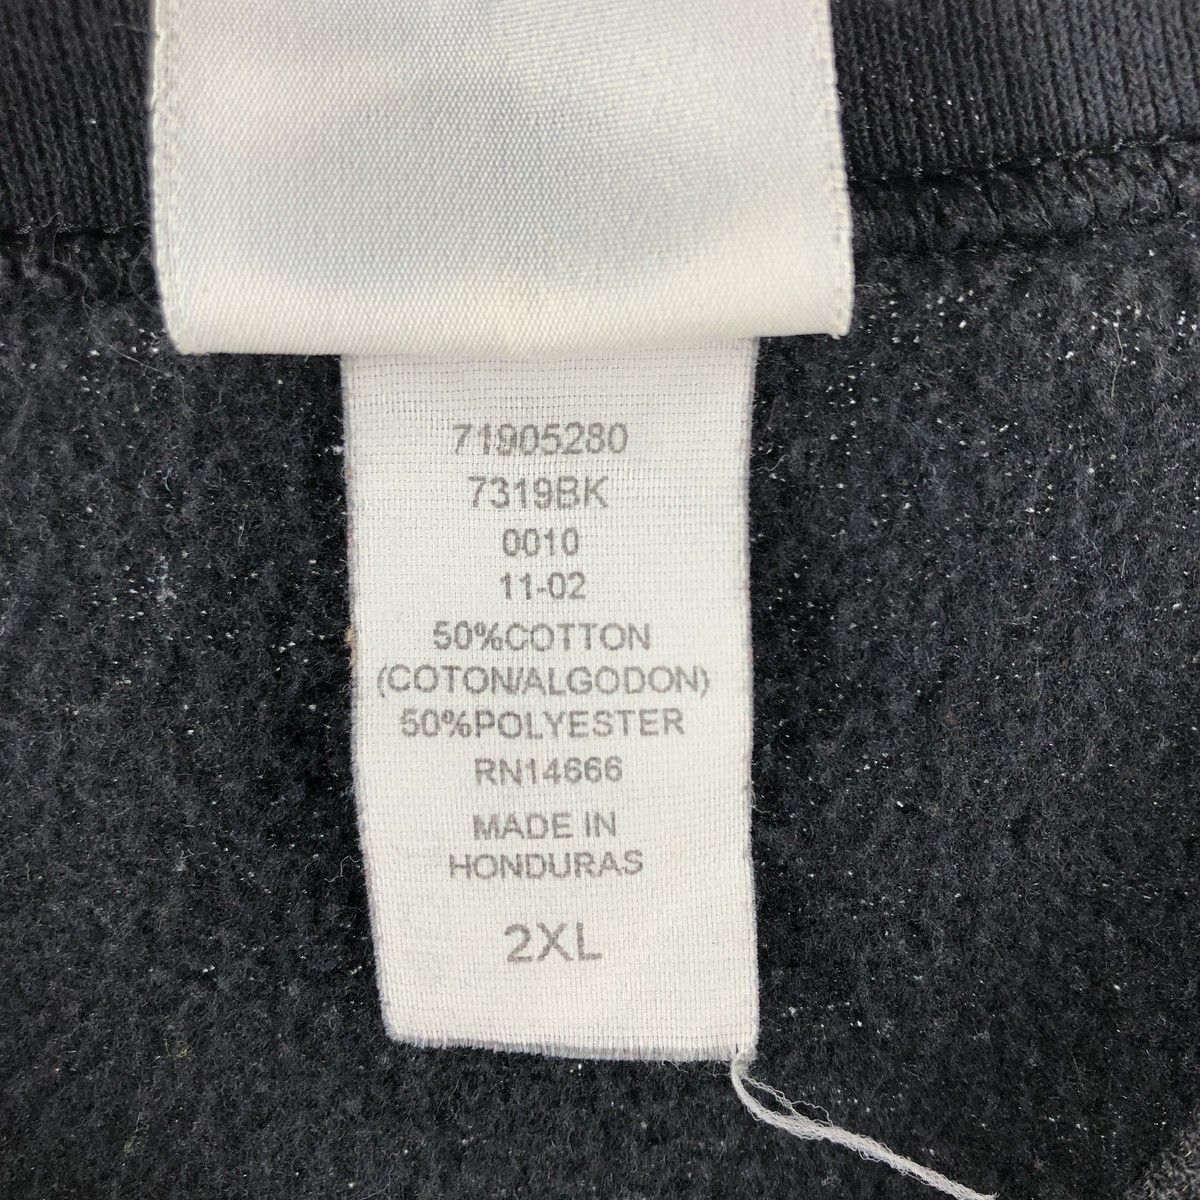 71905280
7319BK
0010
11-02
50%COTTON
(COTON/ALGODON)
50%POLYESTER
RN14666
MADE IN
HONDURAS
2XL